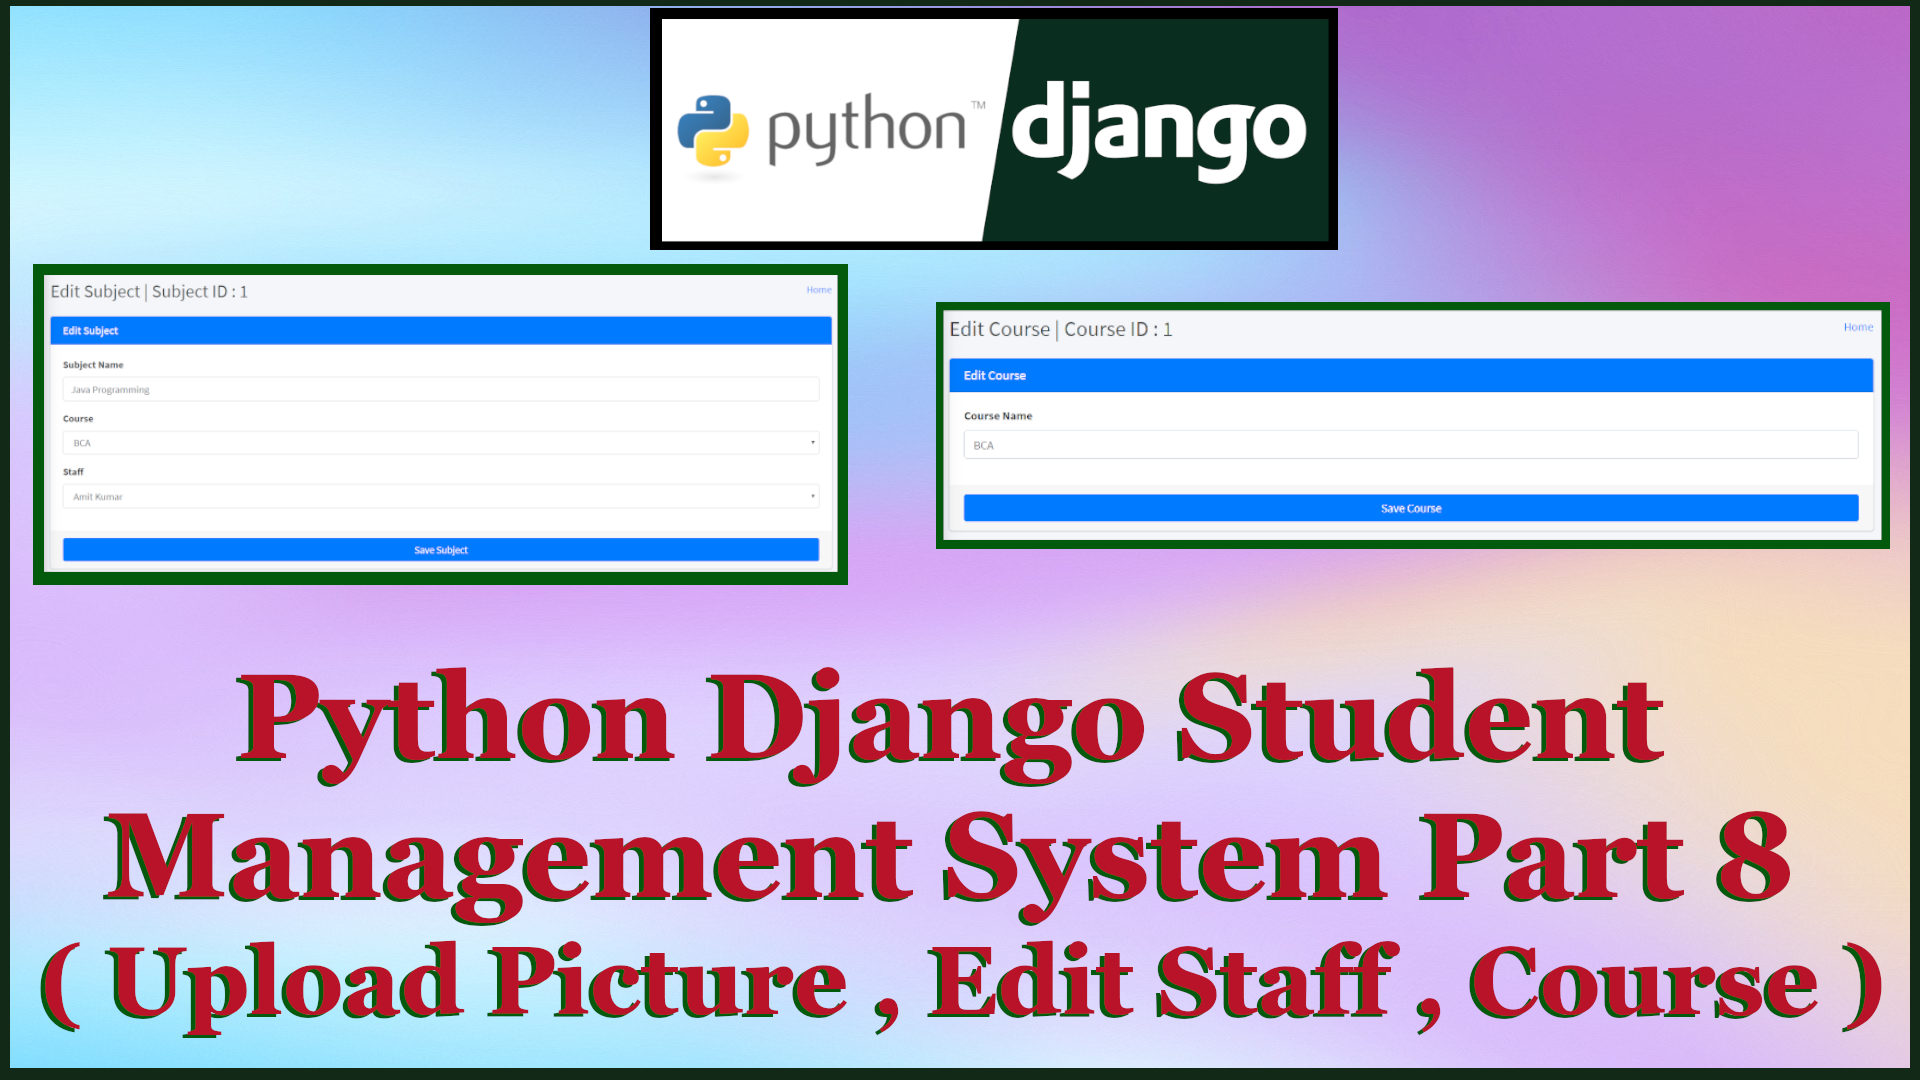 python™ django
Edit Subject | Subject ID : 1
Home
Edit Subject
Subject Name
Java Programming
Course
BCA
Staff
Amit Kumar
Save Subject
Edit Course | Course ID : 1
Home
Edit Course
Course Name
BCA
Save Course
Python Django Student
Management System Part 8
( Upload Picture , Edit Staff , Course )